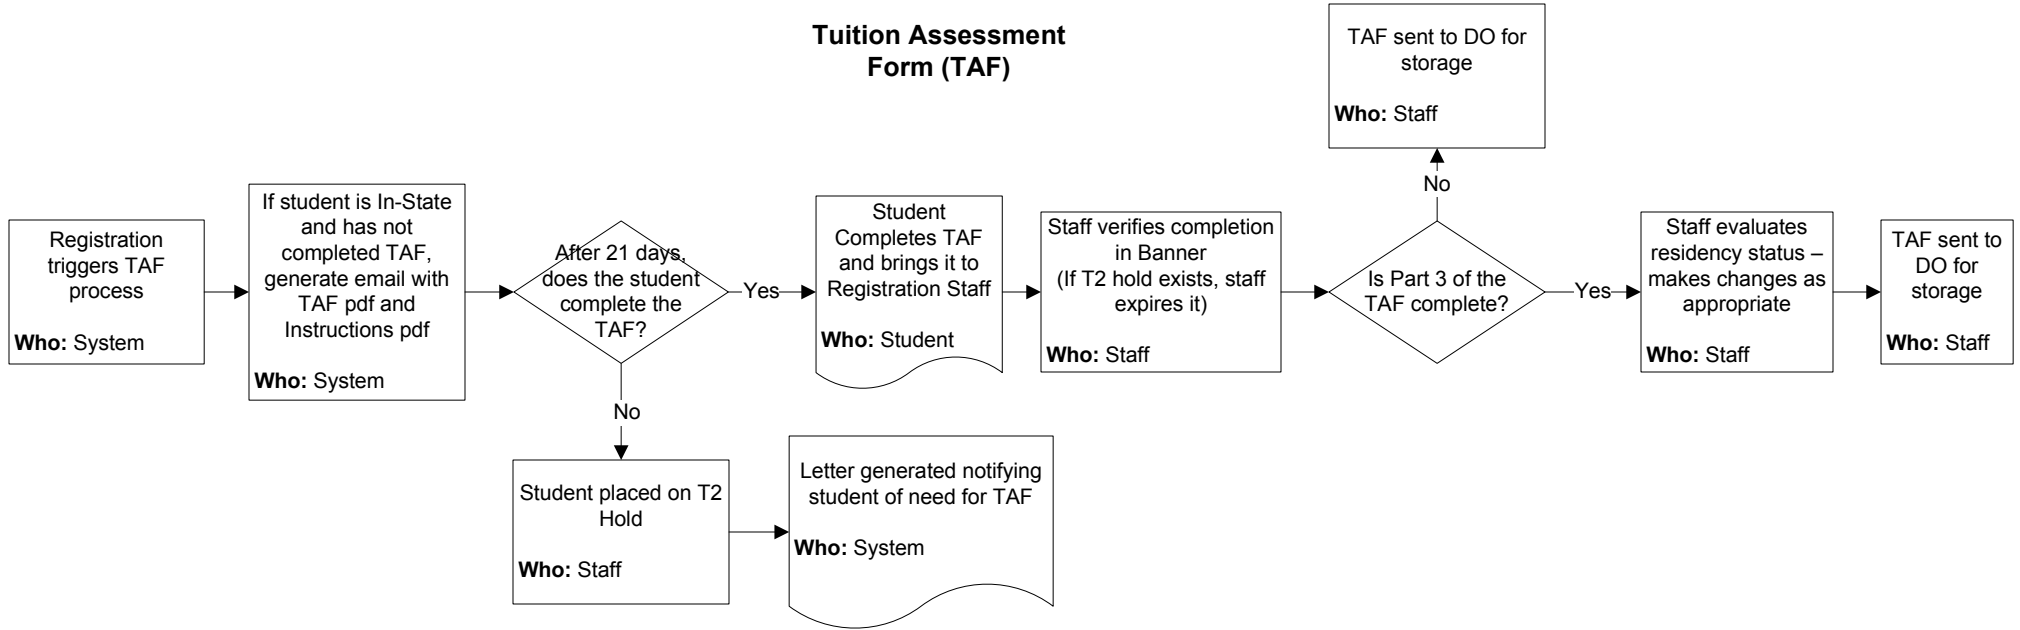 Tuition Assessment
Form (TAF)
TAF sent to DO for
storage
Who: Staff
No
Registration
triggers TAF
process
Who: System
If student is In-State
and has not
completed TAF,
generate email with
TAF pdf and
Instructions pdf
Who: System
After 21 days,
does the student
complete the
TAF?
Yes
Student
Completes TAF
and brings it to
Registration Staff
Who: Student
Staff verifies completion
in Banner
(If T2 hold exists, staff
expires it)
Who: Staff
Is Part 3 of the
TAF complete?
Yes
Staff evaluates
residency status –
makes changes as
appropriate
Who: Staff
TAF sent to
DO for
storage
Who: Staff
No
Student placed on T2
Hold
Who: Staff
Letter generated notifying
student of need for TAF
Who: System